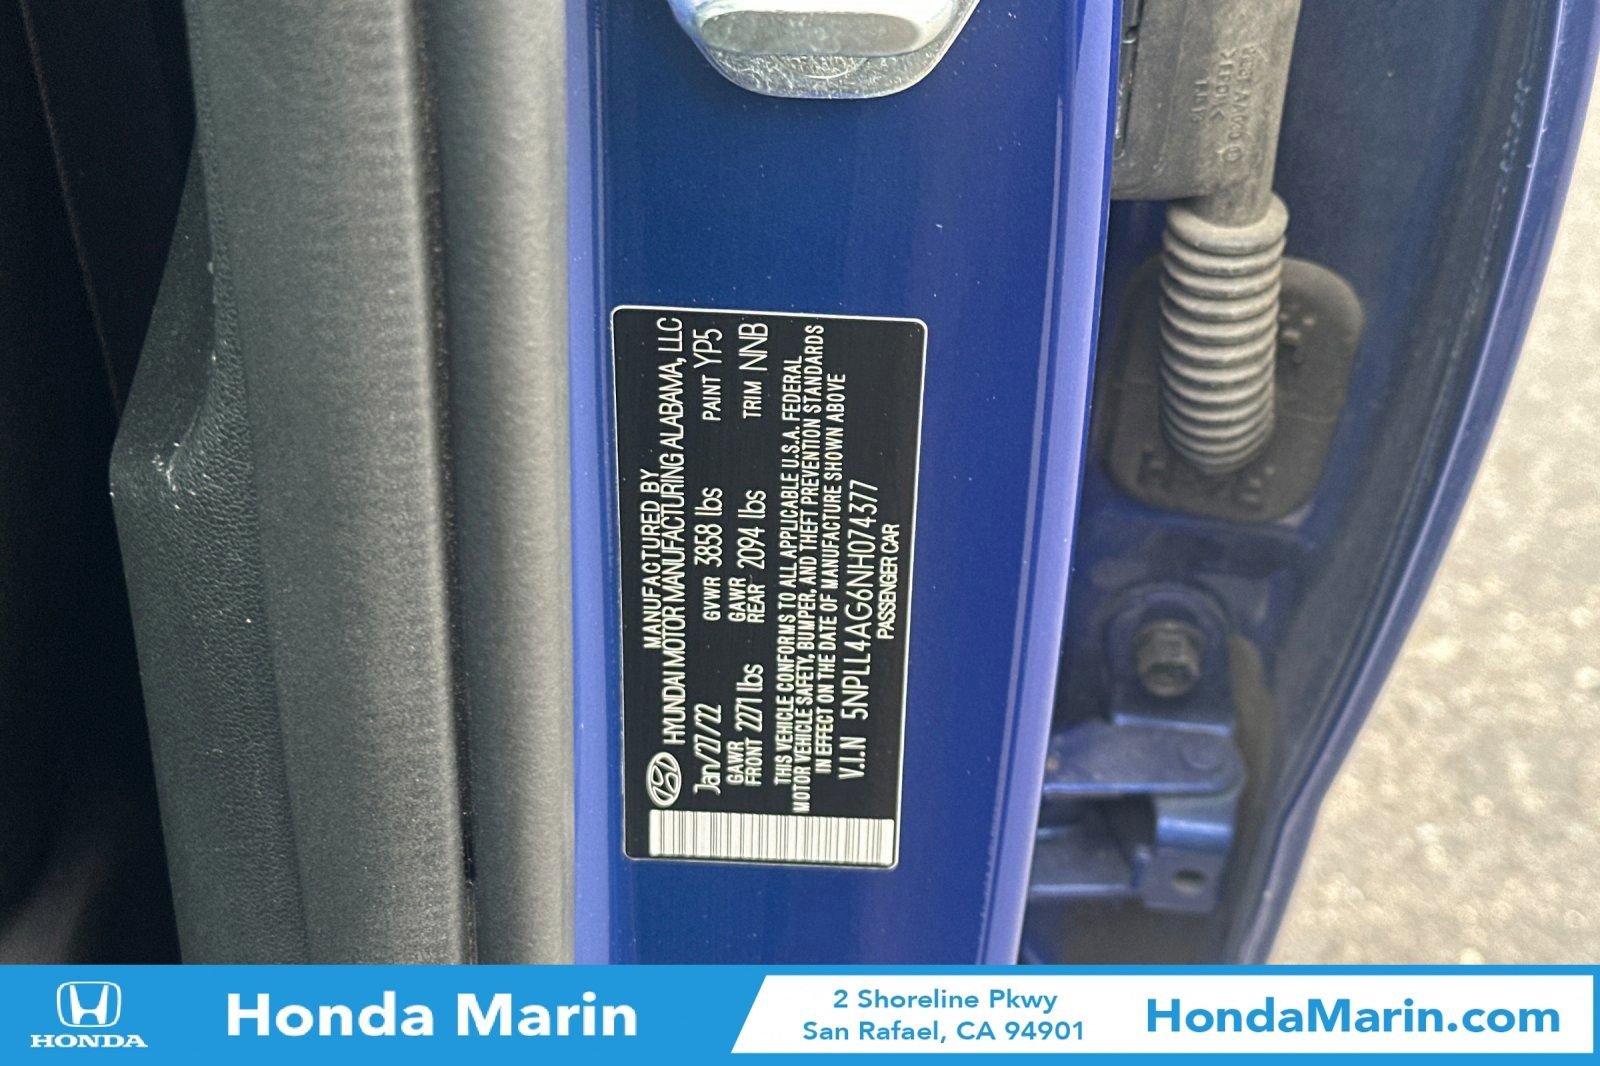 MANUFACTURED BY
HYUNDAI MOTOR MANUFACTURING ALABAMA, LLC
Jan/27/22 GVWR 3858 lbs PAINT YP5
GAWR FRONT 2271 lbs GAWR REAR 2094 lbs TRIM NNB
THIS VEHICLE CONFORMS TO ALL APPLICABLE U.S.A. FEDERAL
MOTOR VEHICLE SAFETY, BUMPER, AND THEFT PREVENTION STANDARDS
IN EFFECT ON THE DATE OF MANUFACTURE SHOWN ABOVE
V.I.N 5NPLL4AG6NH074377
PASSENGER CAR
HONDA
Honda Marin
2 Shoreline Pkwy
San Rafael, CA 94901
HondaMarin.com